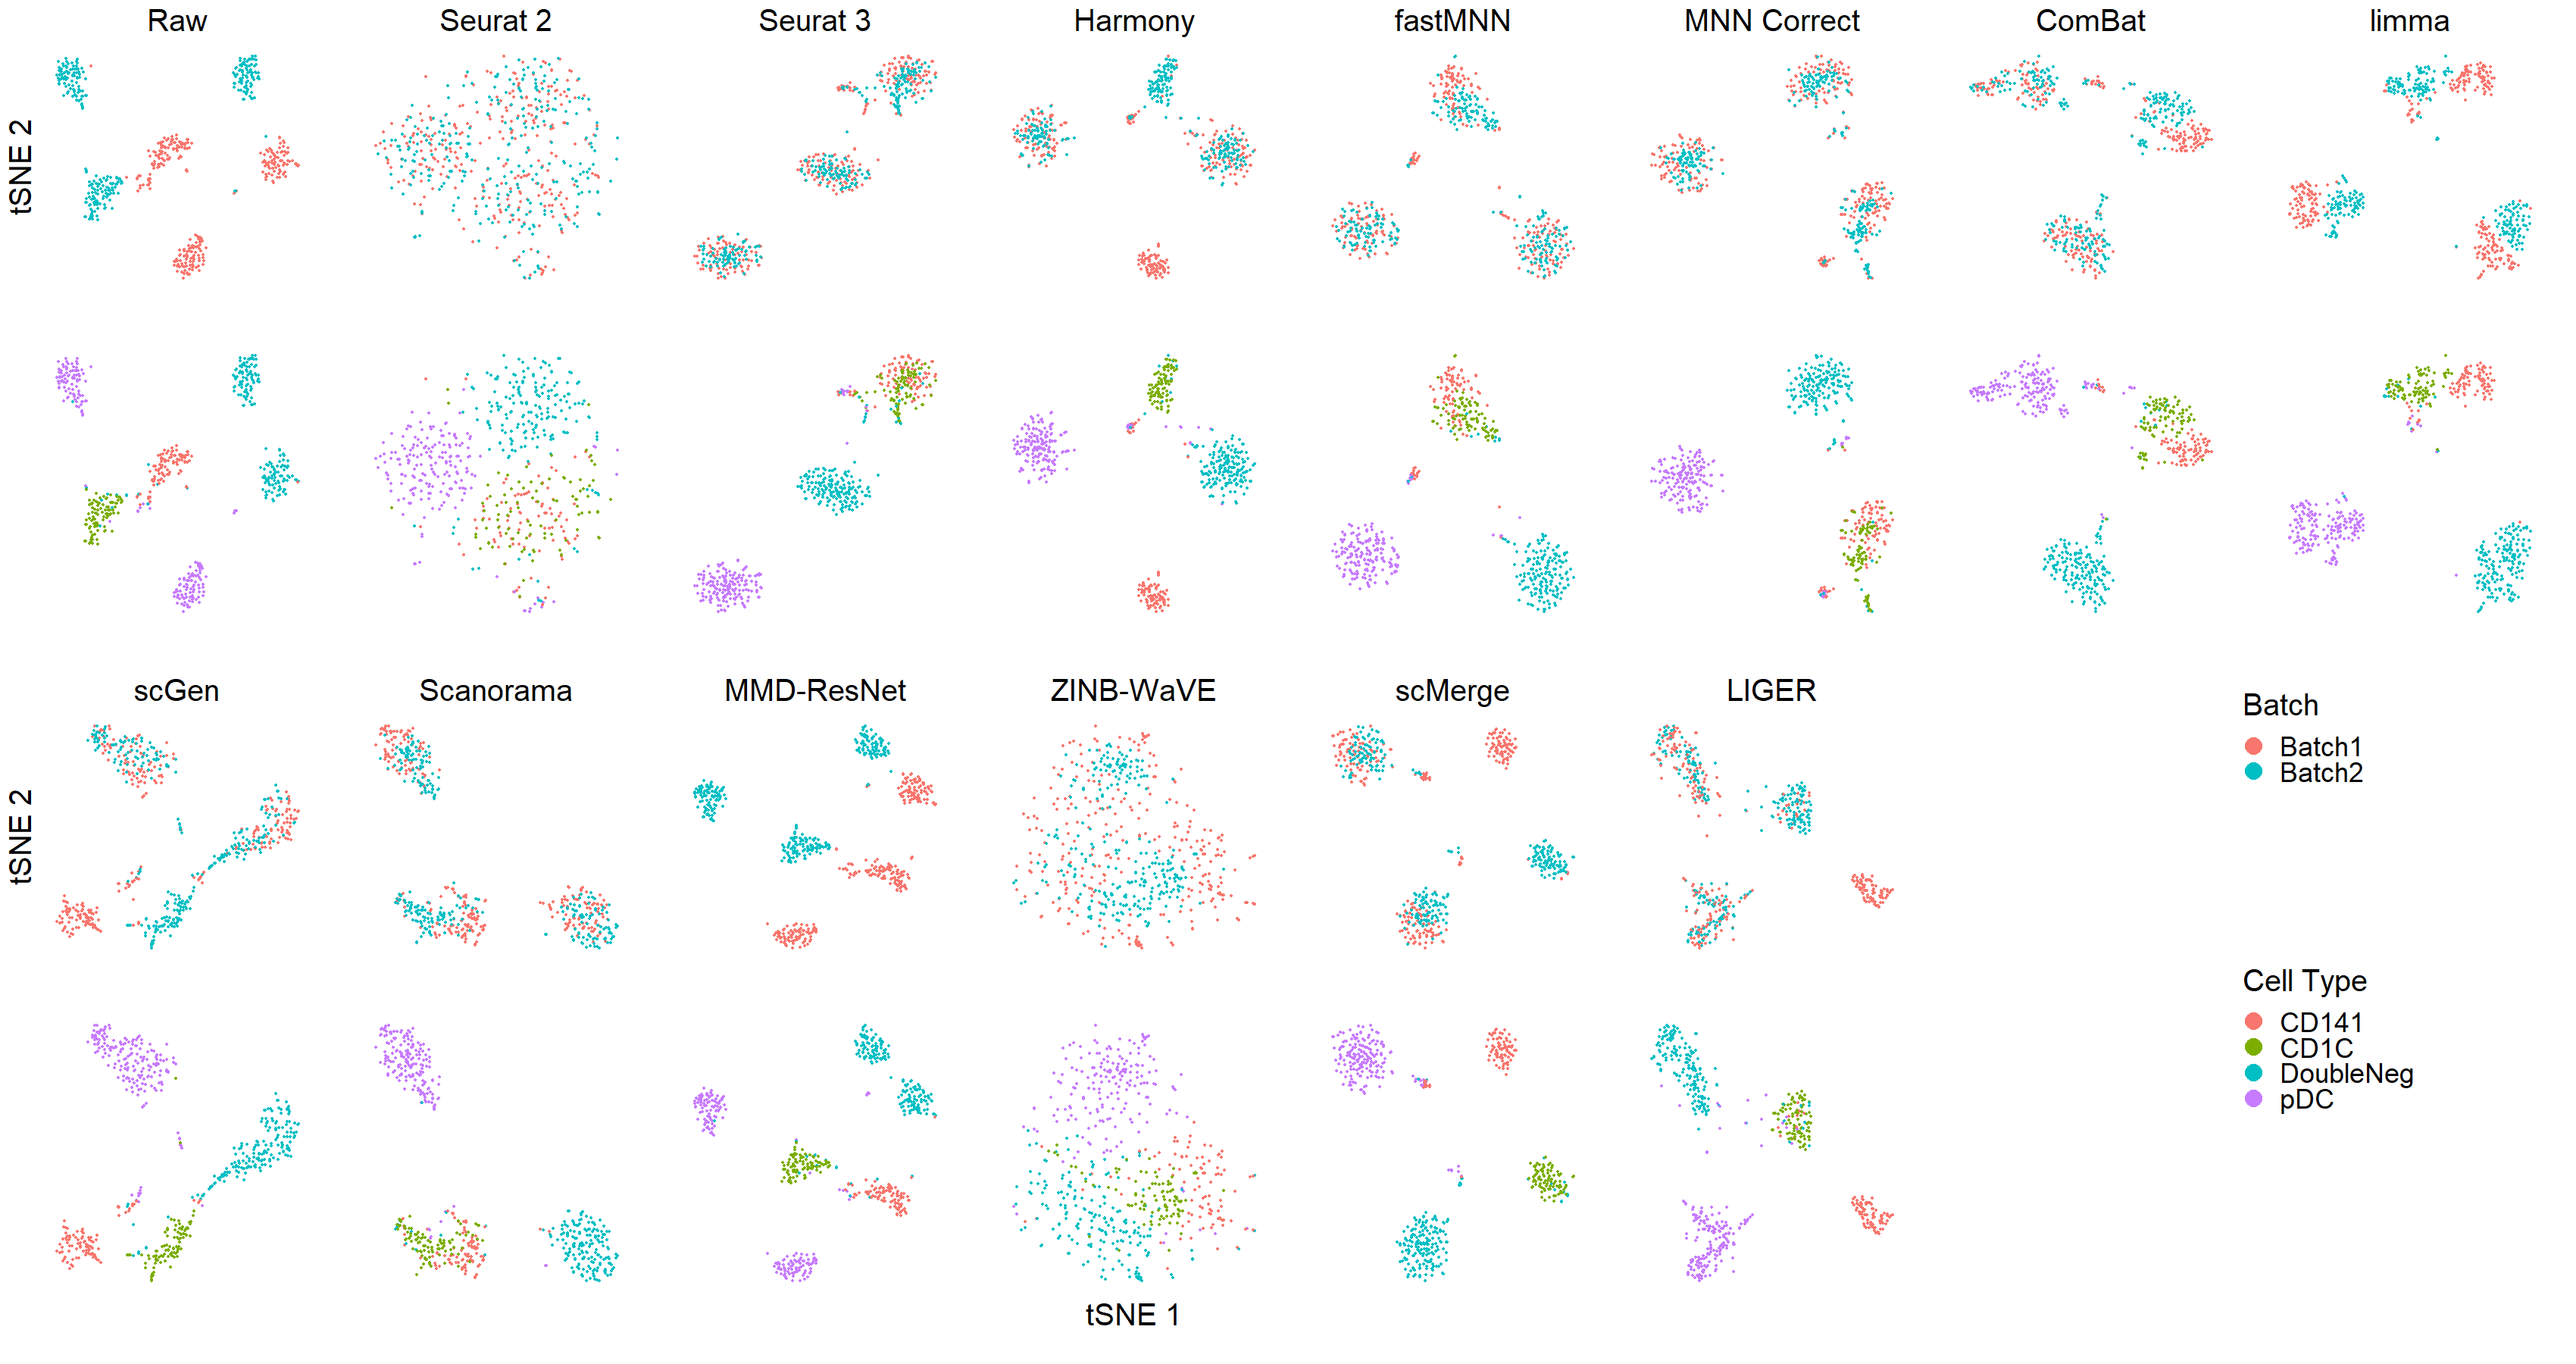 Raw
Seurat 2
Seurat 3
Harmony
fastMNN
MNN Correct
ComBat
limma
tSNE 2
scGen
Scanorama
MMD-ResNet
ZINB-WaVE
scMerge
LIGER
tSNE 2
Batch
Batch1
Batch2
Cell Type
CD141
CD1C
DoubleNeg
pDC
tSNE 1